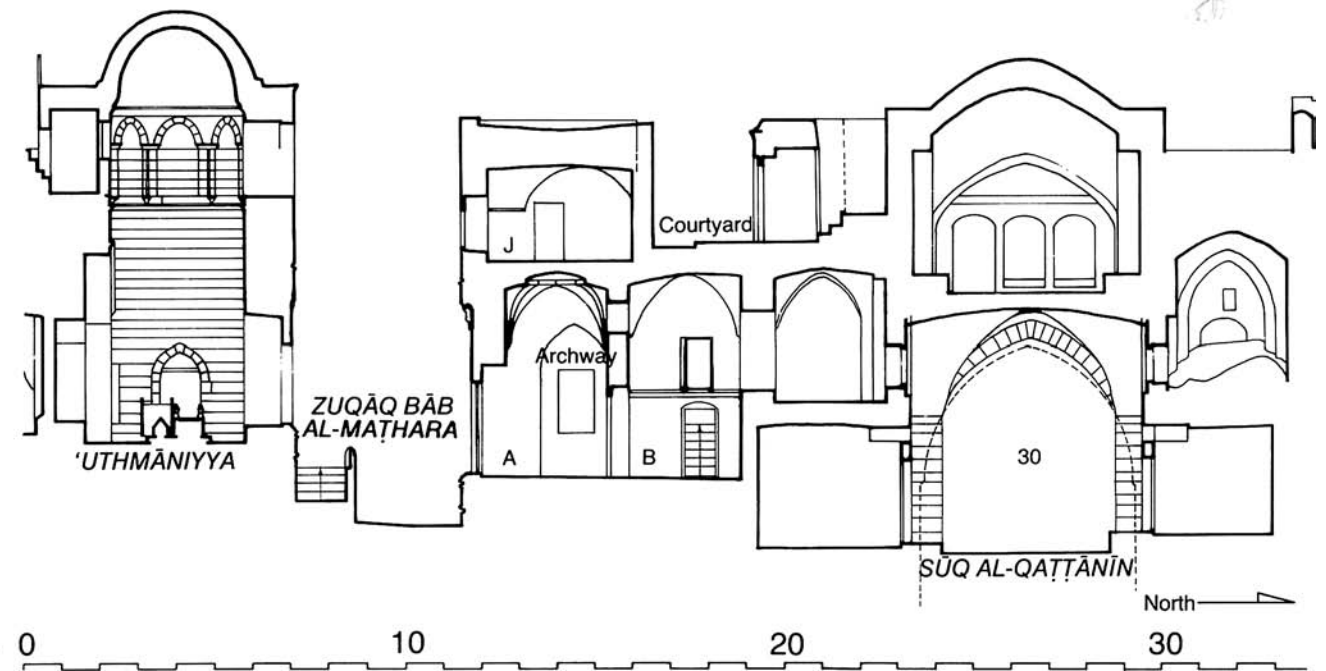 Courtyard
J
Archway
ZUQĀQ BĀB
AL-MAṬHARA
'UTHMĀNIYYA
A
B
30
SŪQ AL-QAṬṬĀNĪN
North
0 10 20 30